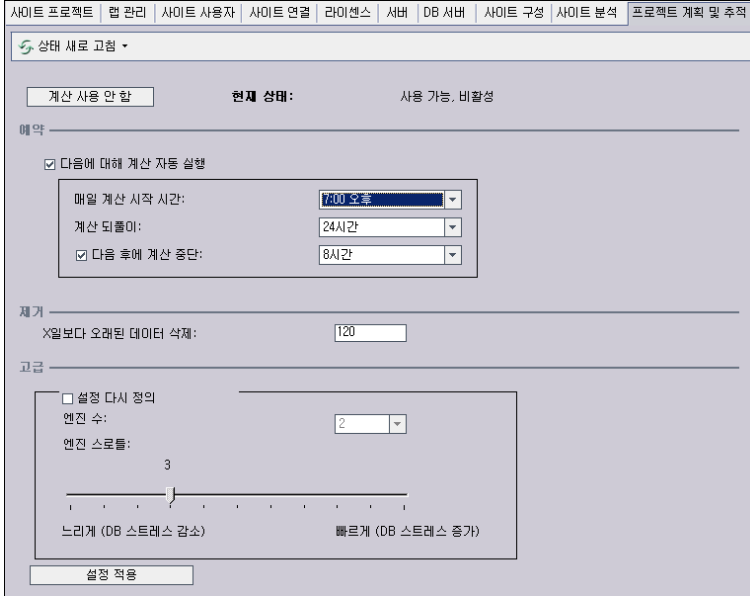 사이트 프로젝트 랩 관리 사이트 사용자 사이트 연결 라이센스 서버 DB 서버 사이트 구성 사이트 분석 프로젝트 계획 및 추적
상태 새로 고침
계산 사용 안 함 현재 상태: 사용 가능, 비활성
예약
다음에 대해 계산 자동 실행
매일 계산 시작 시간: 7:00 오후
계산 되풀이: 24시간
다음 후에 계산 중단: 8시간
제거
X일보다 오래된 데이터 삭제: 120
고급
설정 다시 정의
엔진 수: 2
엔진 스로틀:
3
느리게 (DB 스트레스 감소) 빠르게 (DB 스트레스 증가)
설정 적용